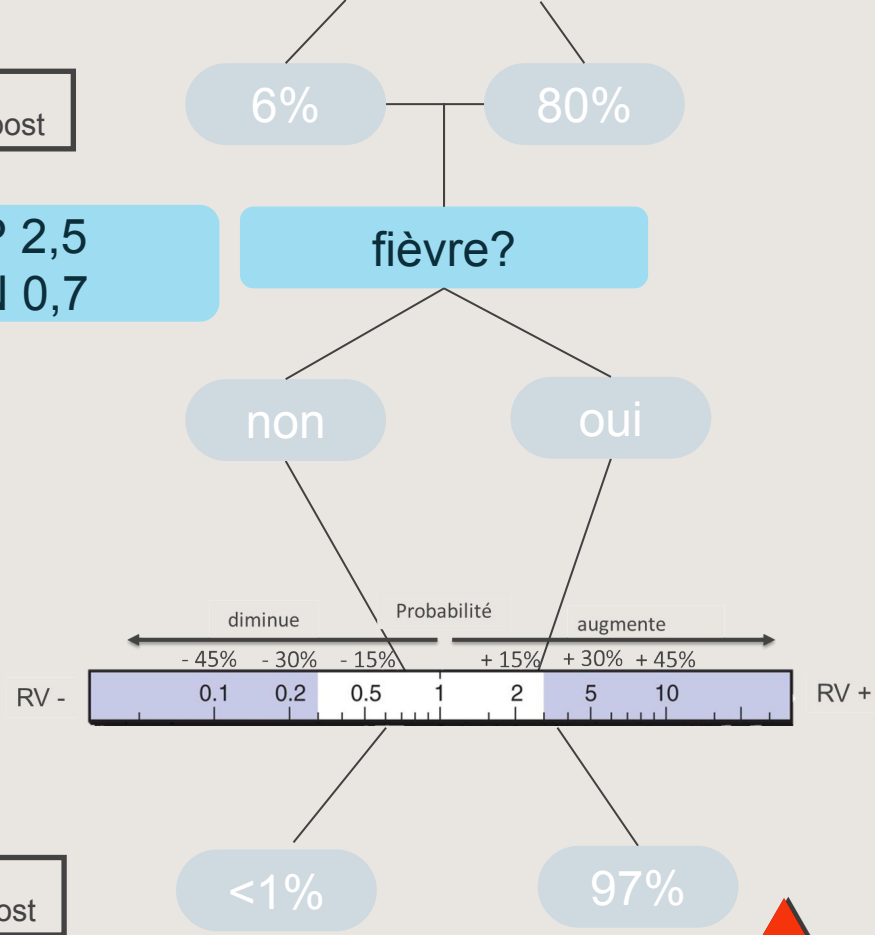 6%
80%
post
2,5
0,7
fièvre?
non
oui
Probabilité
diminue
augmente
- 45% - 30% - 15% + 15% + 30% + 45%
RV - 0.1 0.2 0.5 1 2 5 10 RV +
<1%
97%
ost